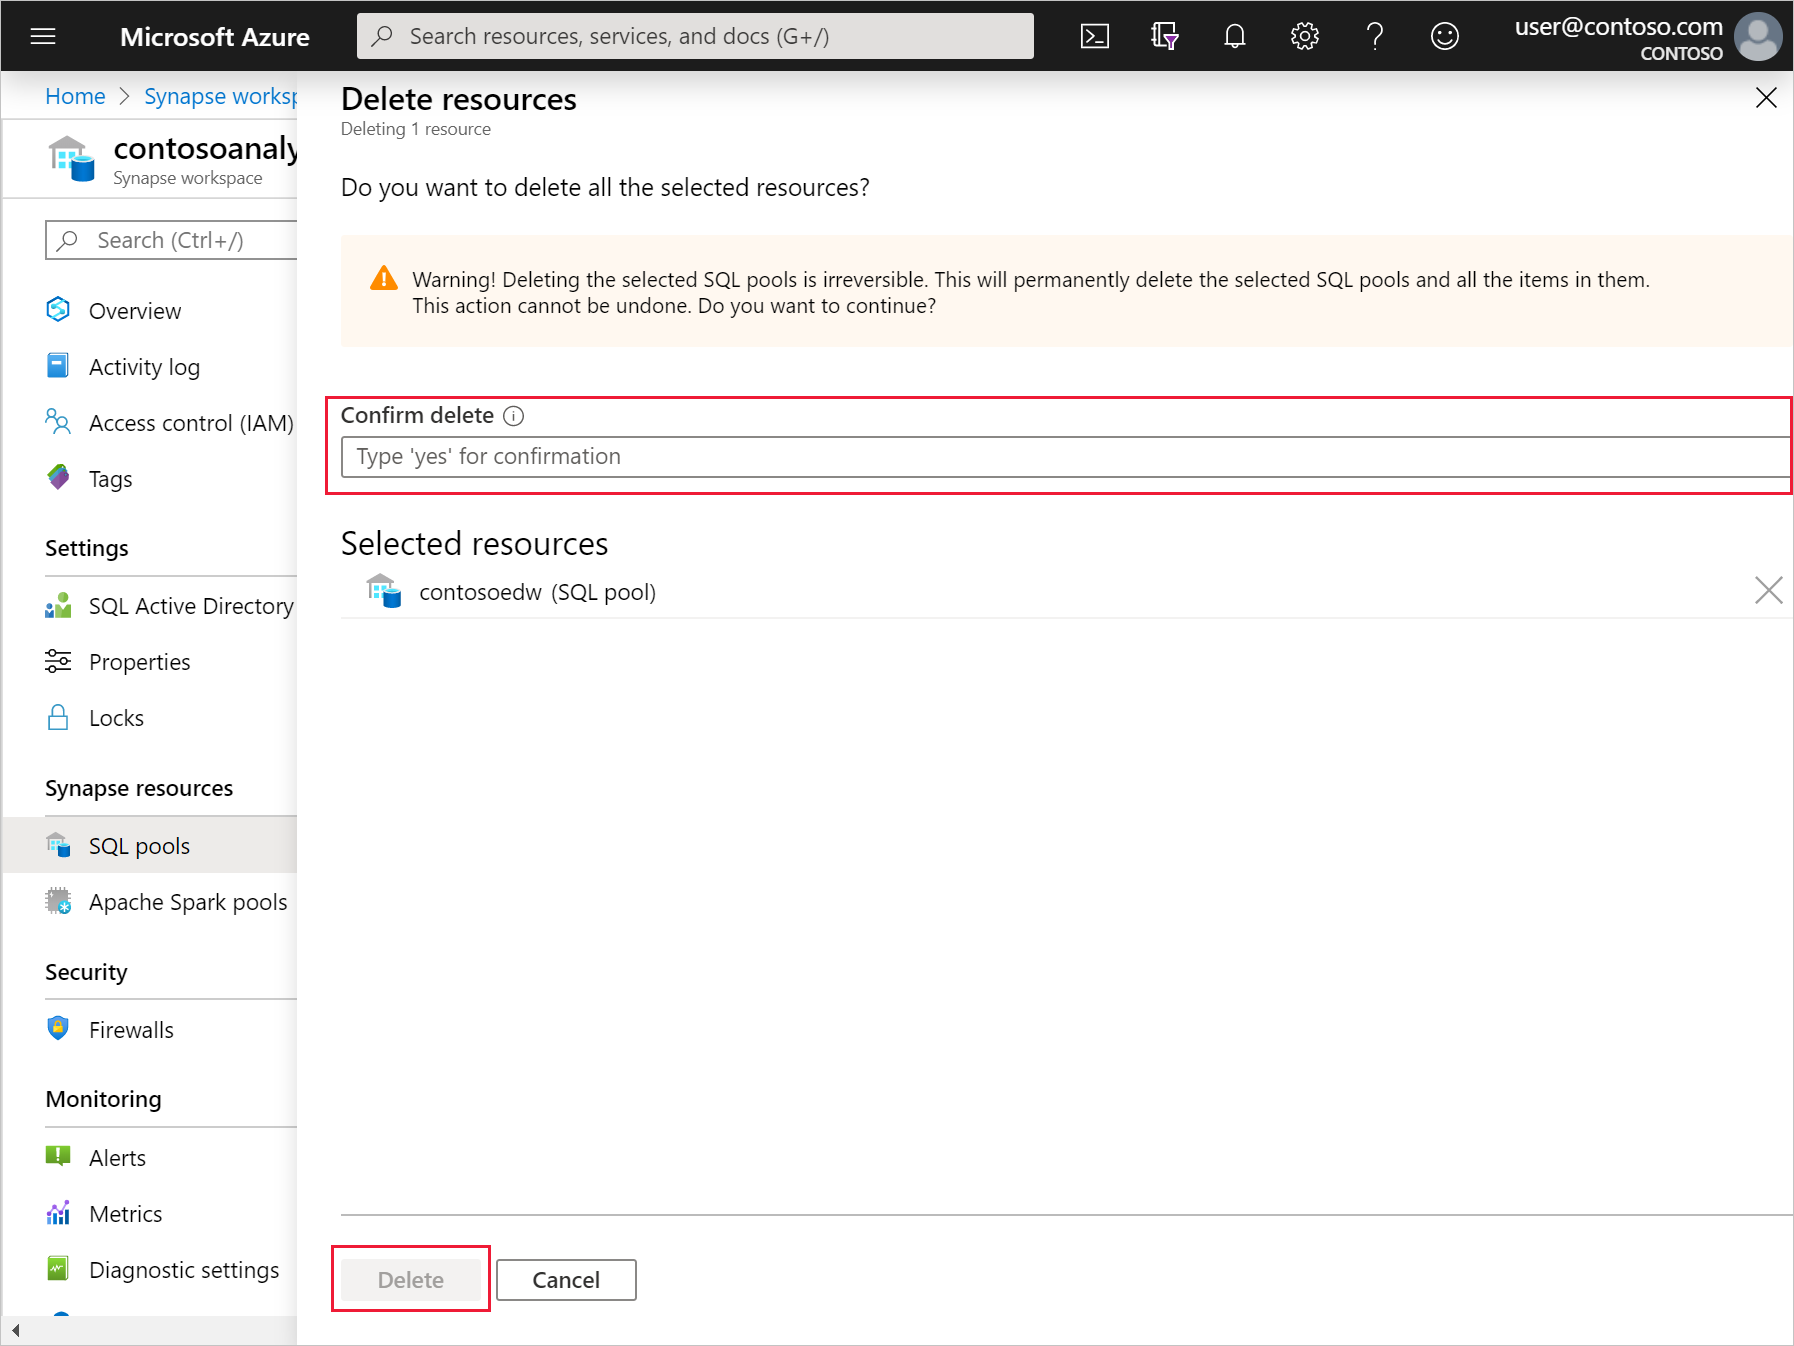 Microsoft Azure
Search resources, services, and docs (G+/)
user@contoso.com
CONTOSO
Home > Synapse worksp
contosoanaly
Synapse workspace
Search (Ctrl+/)
Overview
Activity log
Access control (IAM)
Tags
Settings
SQL Active Directory
Properties
Locks
Synapse resources
SQL pools
Apache Spark pools
Security
Firewalls
Monitoring
Alerts
Metrics
Diagnostic settings
Delete resources
Deleting 1 resource
Do you want to delete all the selected resources?
Warning! Deleting the selected SQL pools is irreversible. This will permanently delete the selected SQL pools and all the items in them.
This action cannot be undone. Do you want to continue?
Confirm delete
Type 'yes' for confirmation
Selected resources
contosoedw (SQL pool)
Delete
Cancel